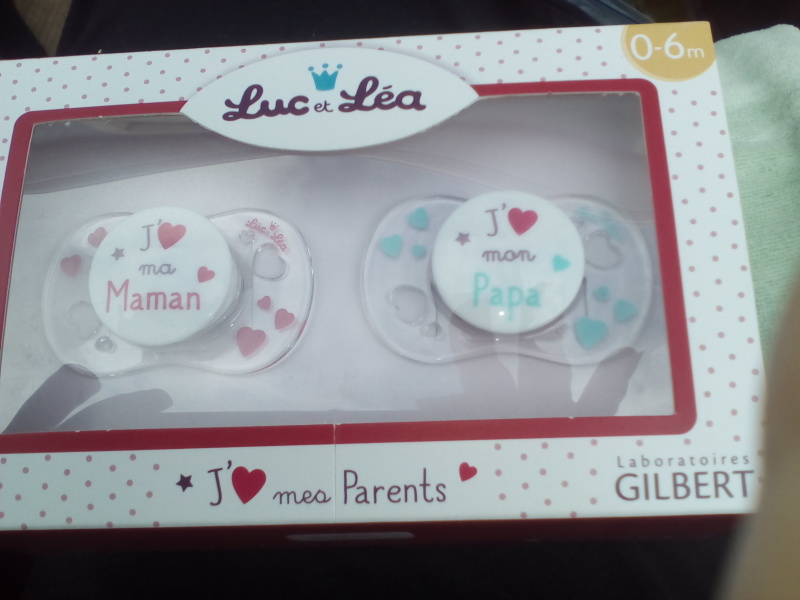 0-6m
Luc et Léa
J'❤
ma
Maman
Luc et Léa
J'❤
mon
Papa
J'❤ mes Parents
Laboratoires
GILBERT